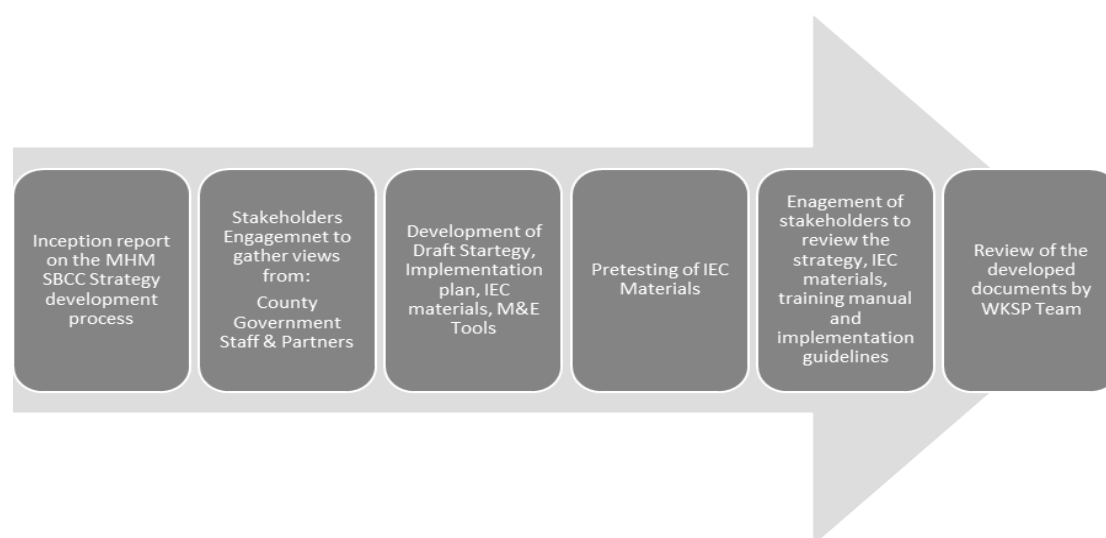 Inception report
on the MHM
SBCC Strategy
development
process
Stakeholders
Engagemnet to
gather views
from:
County
Government
Staff & Partners
Development of
Draft Startegy,
Implementation
plan, IEC
materials, M&E
Tools
Pretesting of IEC
Materials
Enagement of
stakeholders to
review the
strategy, IEC
materials,
training manual
and
implementation
guidelines
Review of the
developed
documents by
WKSP Team